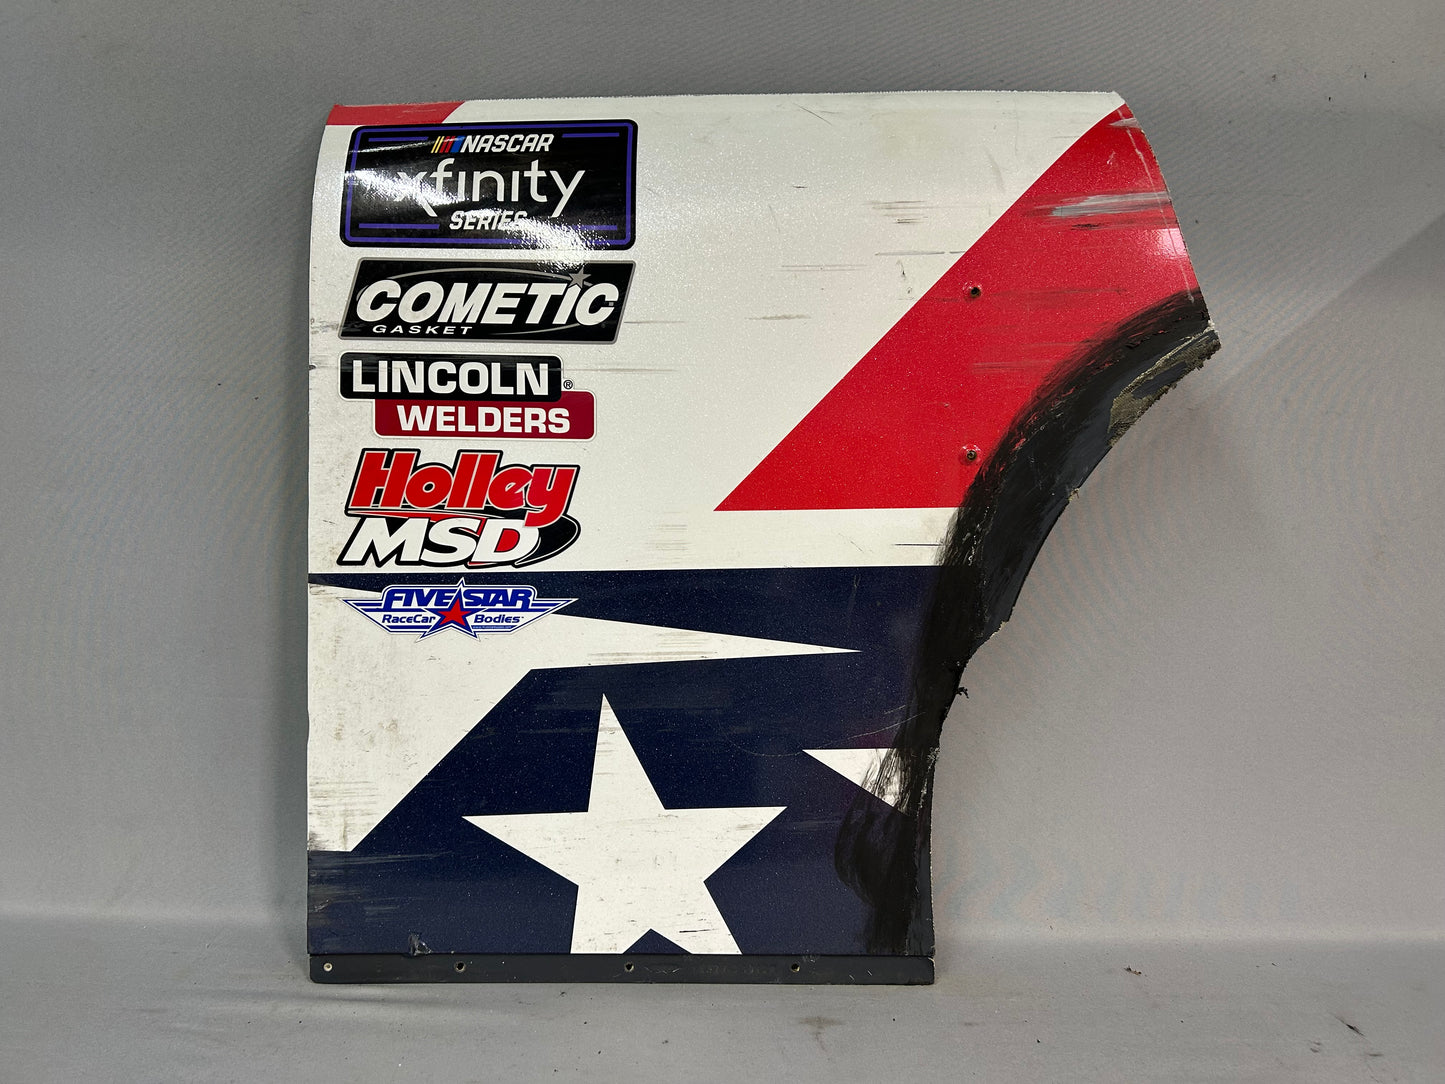 NASCAR
xfinity
SERIES
COMETIC
GASKET
LINCOLN ®
WELDERS
Holley
MSD
FIVE STAR
RaceCar Bodies